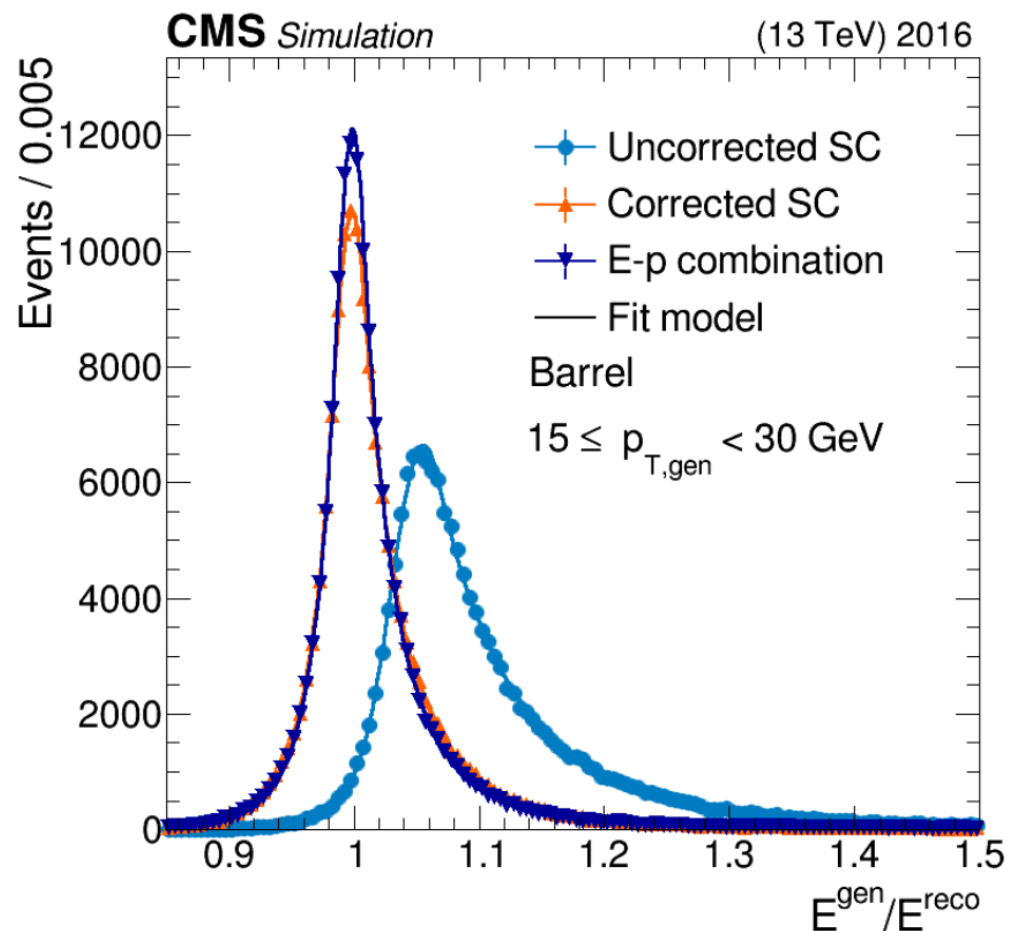 CMS Simulation
(13 TeV) 2016
Events / 0.005
12000
10000
8000
6000
4000
2000
0
Uncorrected SC
Corrected SC
E-p combination
Fit model
Barrel
15 ≤ p_T,gen < 30 GeV
0.9 1 1.1 1.2 1.3 1.4 1.5
E^gen/E^reco